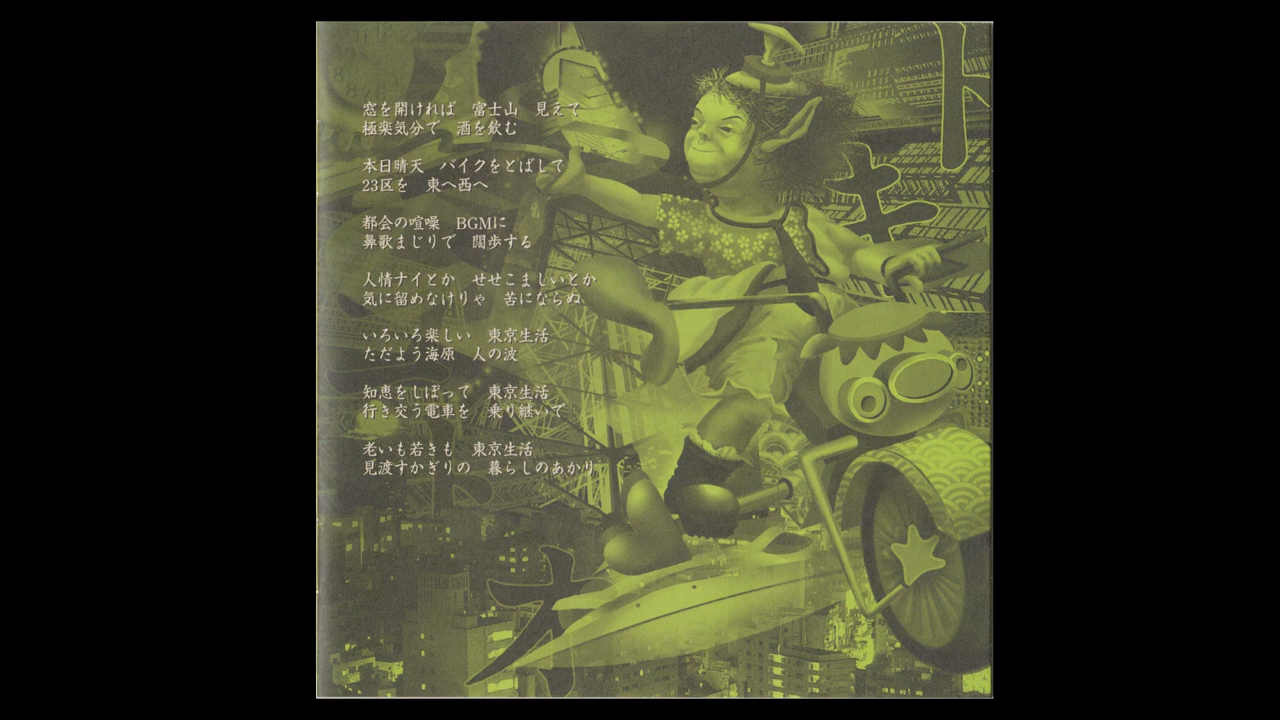 窓を開ければ　富士山　見えて
極楽気分で　酒を飲む
本日晴天　バイクをとばして
23区を　東へ西へ
都会の喧噪　BGMに
鼻歌まじりで　闊歩する
人情ナイとか　せせこましいとか
気に留めなけりゃ　苦にならぬ
いろいろ楽しい　東京生活
ただよう海原　人の波
知恵をしぼって　東京生活
行き交う電車を　乗り継いで
老いも若きも　東京生活
見渡すかぎりの　暮らしのあかり